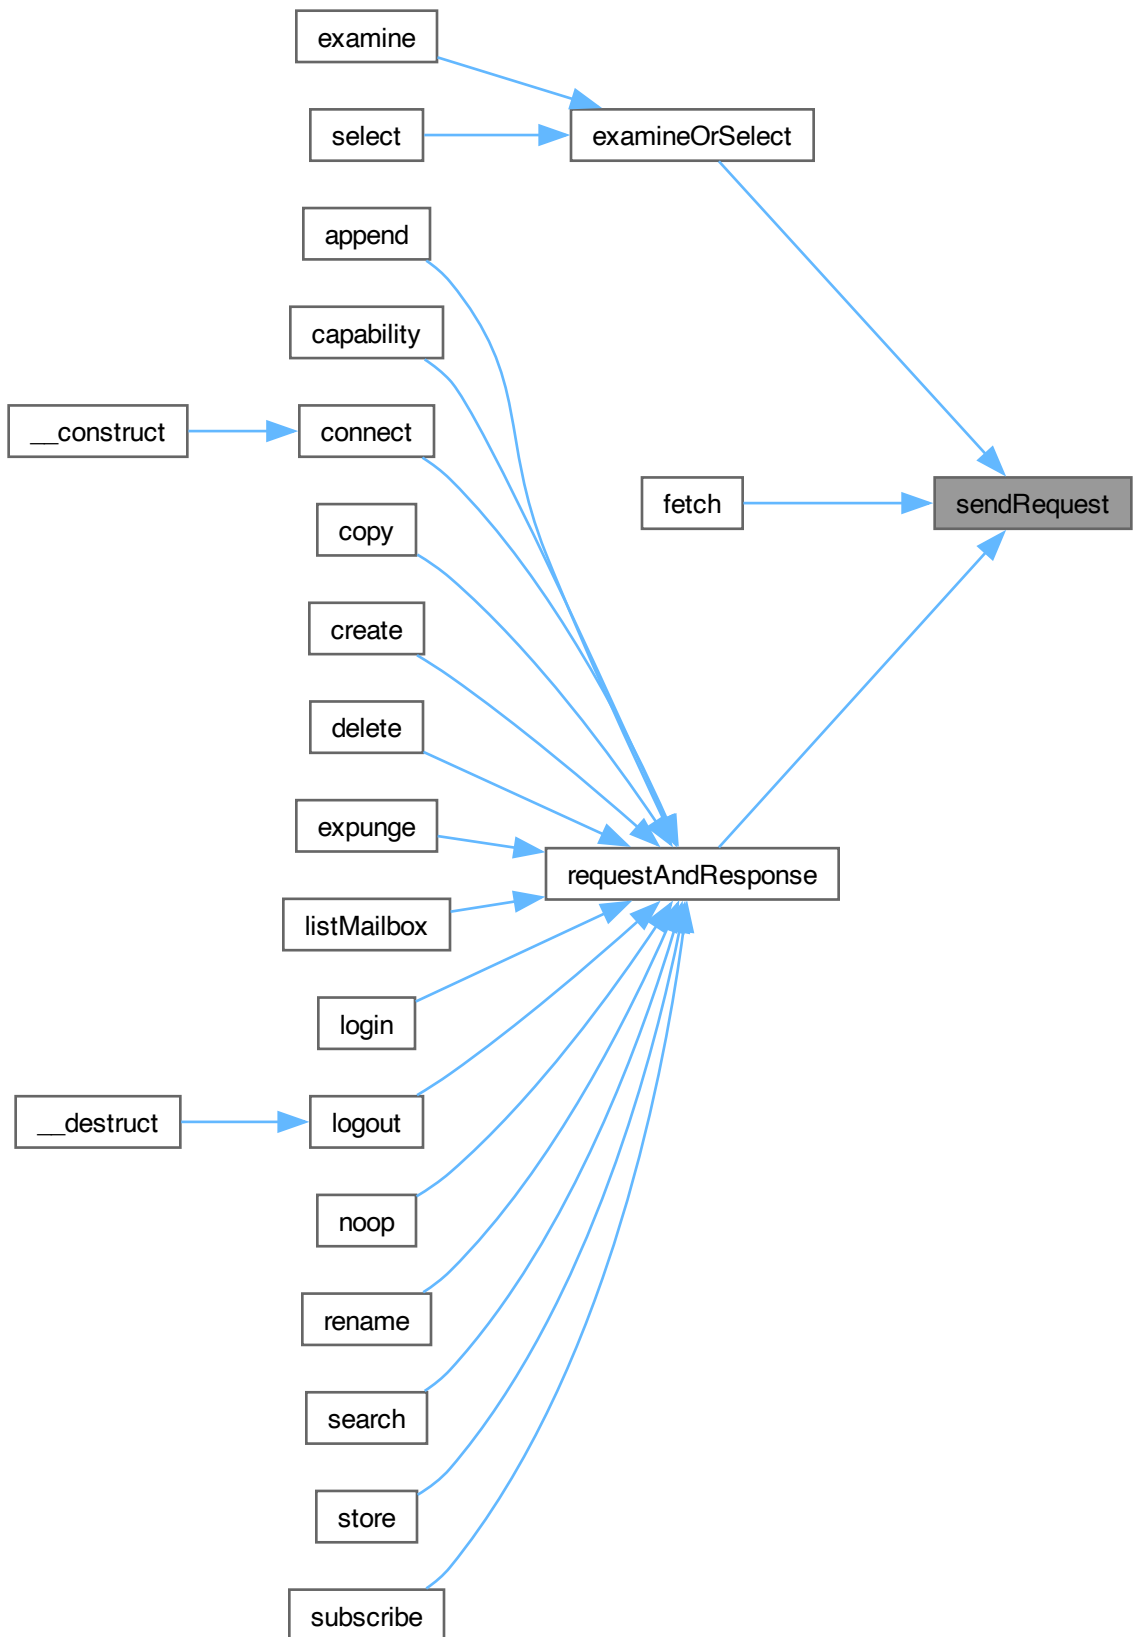 examine
select
examineOrSelect
append
capability
__construct
connect
fetch
sendRequest
copy
create
delete
expunge
requestAndResponse
listMailbox
login
__destruct
logout
noop
rename
search
store
subscribe